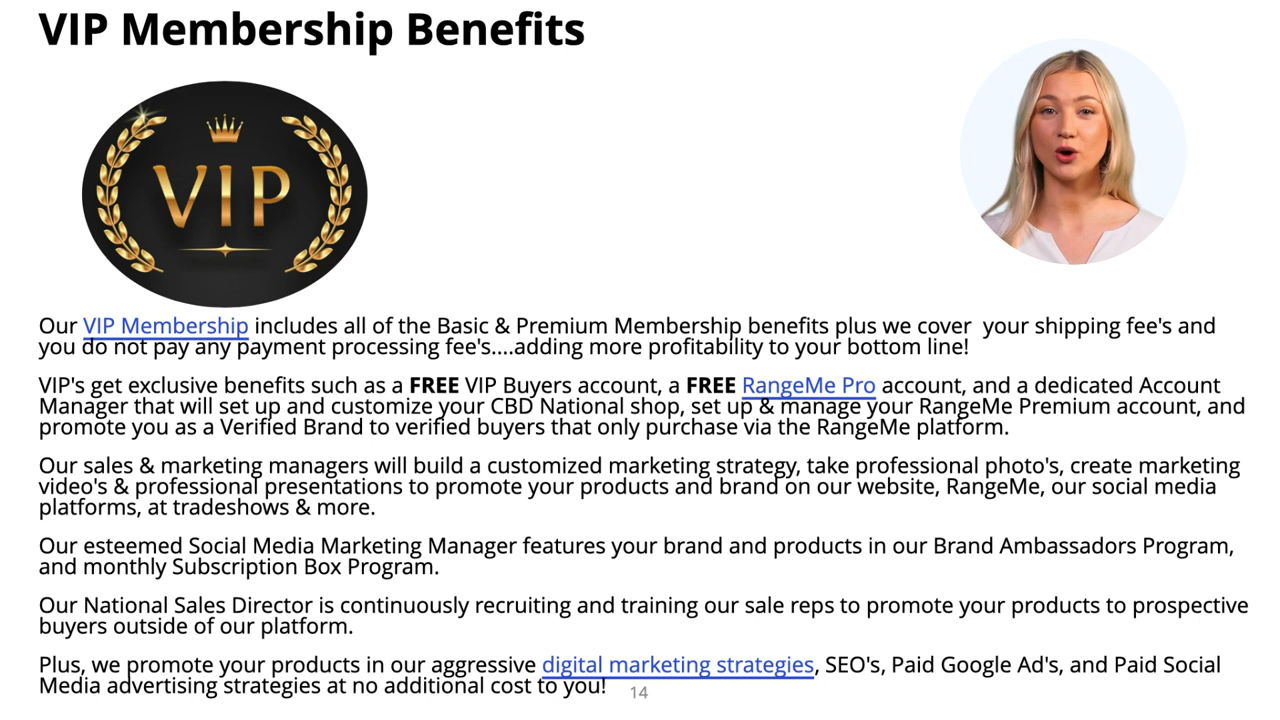 VIP Membership Benefits
VIP
Our VIP Membership includes all of the Basic & Premium Membership benefits plus we cover  your shipping fee's and
you do not pay any payment processing fee's....adding more profitability to your bottom line!
VIP's get exclusive benefits such as a FREE VIP Buyers account, a FREE RangeMe Pro account, and a dedicated Account
Manager that will set up and customize your CBD National shop, set up & manage your RangeMe Premium account, and
promote you as a Verified Brand to verified buyers that only purchase via the RangeMe platform.
Our sales & marketing managers will build a customized marketing strategy, take professional photo's, create marketing
video's & professional presentations to promote your products and brand on our website, RangeMe, our social media
platforms, at tradeshows & more.
Our esteemed Social Media Marketing Manager features your brand and products in our Brand Ambassadors Program,
and monthly Subscription Box Program.
Our National Sales Director is continuously recruiting and training our sale reps to promote your products to prospective
buyers outside of our platform.
Plus, we promote your products in our aggressive digital marketing strategies, SEO's, Paid Google Ad's, and Paid Social
Media advertising strategies at no additional cost to you!
14